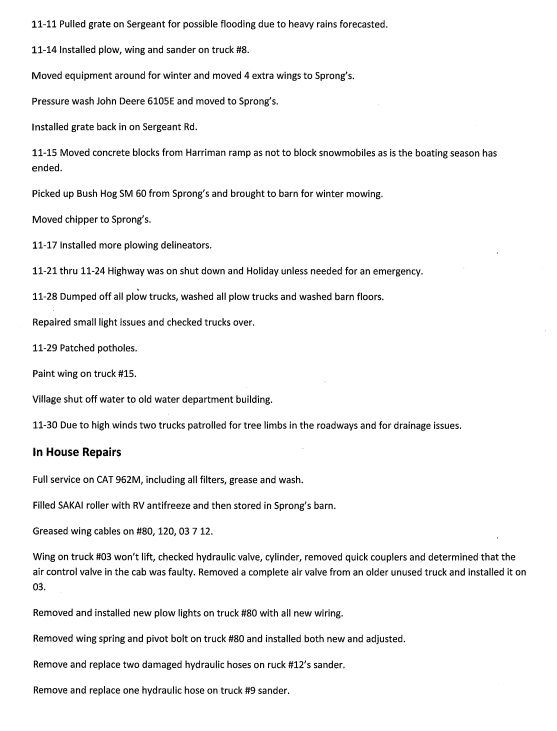 11-11 Pulled grate on Sergeant for possible flooding due to heavy rains forecasted.
11-14 Installed plow, wing and sander on truck #8.
Moved equipment around for winter and moved 4 extra wings to Sprong's.
Pressure wash John Deere 6105E and moved to Sprong's.
Installed grate back in on Sergeant Rd.
11-15 Moved concrete blocks from Harriman ramp as not to block snowmobiles as is the boating season has
ended.
Picked up Bush Hog SM 60 from Sprong's and brought to barn for winter mowing.
Moved chipper to Sprong's.
11-17 Installed more plowing delineators.
11-21 thru 11-24 Highway was on shut down and Holiday unless needed for an emergency.
11-28 Dumped off all plow trucks, washed all plow trucks and washed barn floors.
Repaired small light issues and checked trucks over.
11-29 Patched potholes.
Paint wing on truck #15.
Village shut off water to old water department building.
11-30 Due to high winds two trucks patrolled for tree limbs in the roadways and for drainage issues.
In House Repairs
Full service on CAT 962M, including all filters, grease and wash.
Filled SAKAI roller with RV antifreeze and then stored in Sprong's barn.
Greased wing cables on #80, 120, 03 7 12.
Wing on truck #03 won't lift, checked hydraulic valve, cylinder, removed quick couplers and determined that the
air control valve in the cab was faulty. Removed a complete air valve from an older unused truck and installed it on
03.
Removed and installed new plow lights on truck #80 with all new wiring.
Removed wing spring and pivot bolt on truck #80 and installed both new and adjusted.
Remove and replace two damaged hydraulic hoses on ruck #12's sander.
Remove and replace one hydraulic hose on truck #9 sander.